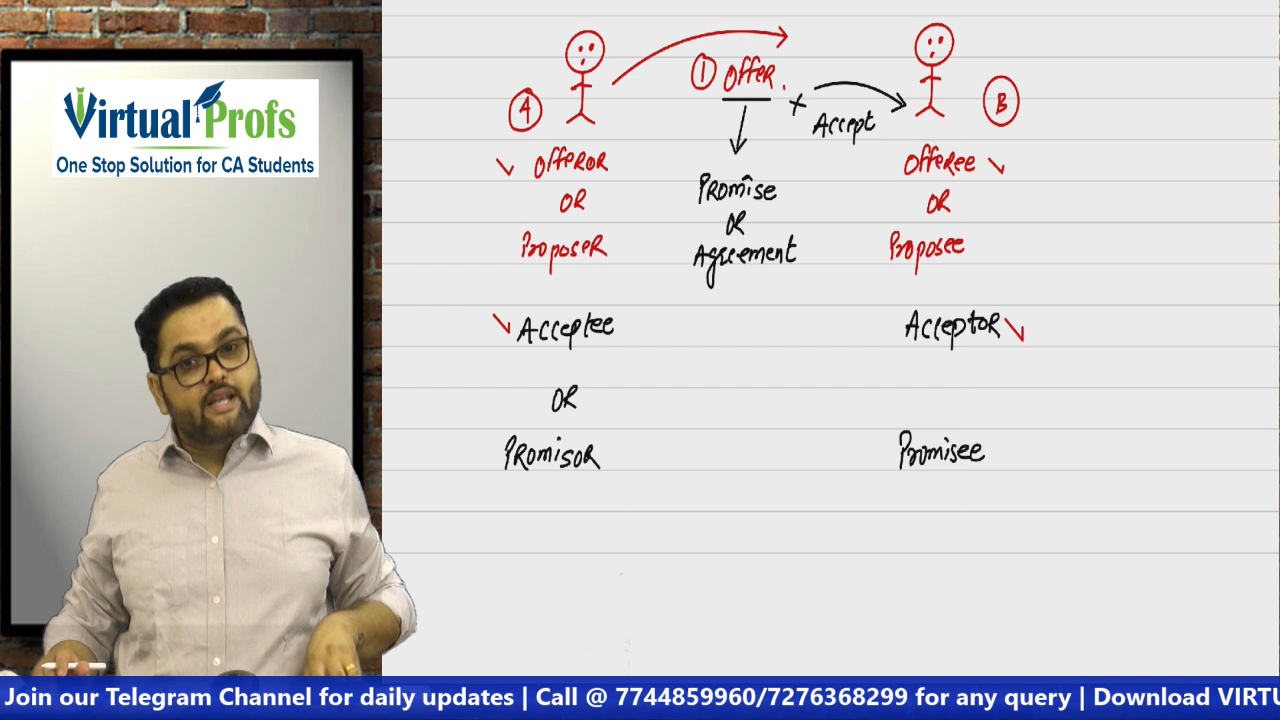 Virtual Profs
One Stop Solution for CA Students
① OFFER.
A
B
+
Accept
OFFEROR
OFFEREE
OR
OR
PROPOSER
PROPOSEE
PROMISE
OR
AGREEMENT
ACCEPTEE
ACCEPTOR
OR
PROMISOR
PROMISEE
Join our Telegram Channel for daily updates | Call @ 7744859960/7276368299 for any query | Download VIRTU